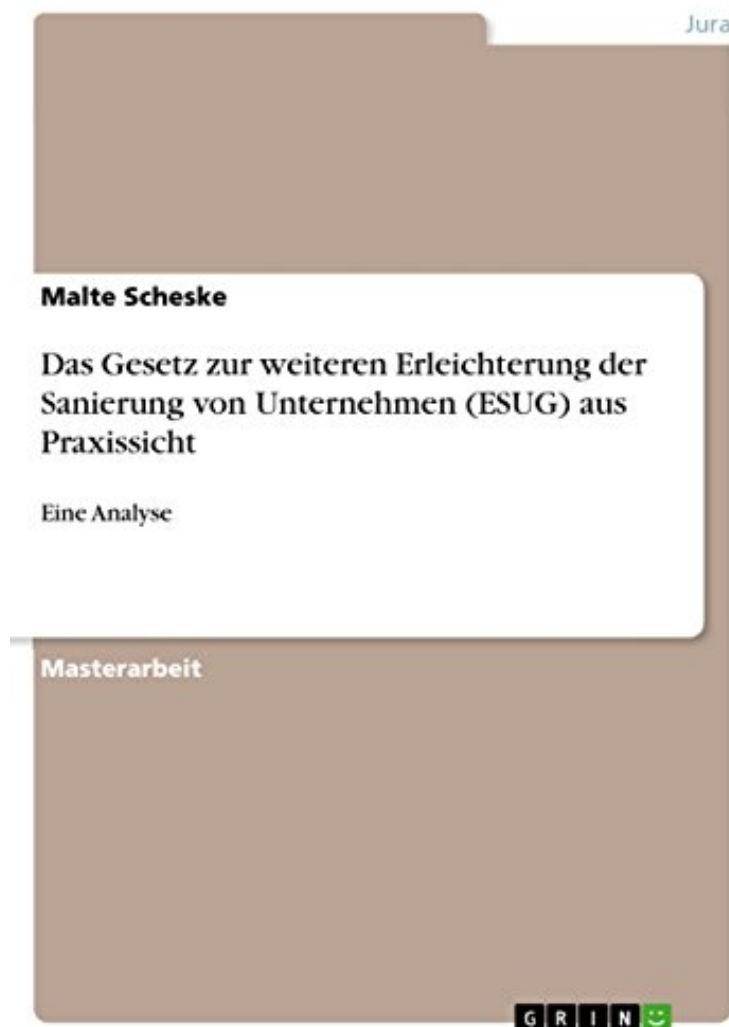 Jura
Malte Scheske
Das Gesetz zur weiteren Erleichterung der
Sanierung von Unternehmen (ESUG) aus
Praxissicht
Eine Analyse
Masterarbeit
GRIN